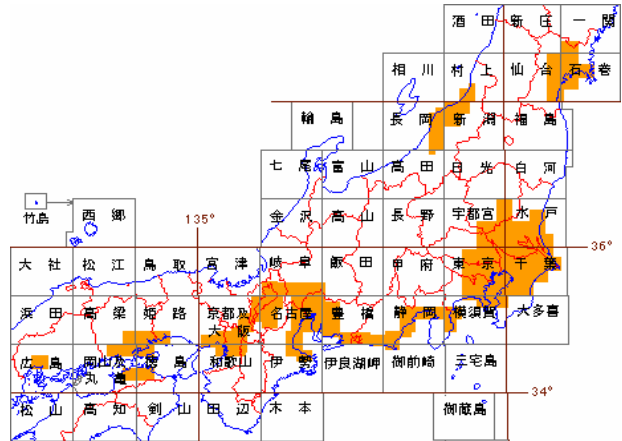 酒田 新庄 一関
相川 村上 仙台 石巻
輪島 長岡 新潟 福島
七尾 富山 高田 日光 白河
竹島 西郷 135° 金沢 高山 長野 宇都宮 水戸
36°
大社 松江 鳥取 宮津 岐阜 飯田 甲府 東京 千葉
浜田 高梁 姫路 京都及大阪 名古屋 豊橋 静岡 横須賀 大多喜
広島 岡山及丸亀 徳島 和歌山 伊勢 伊良湖岬 御前崎 三宅島
34°
松山 高知 剣山 田辺 木本 御蔵島